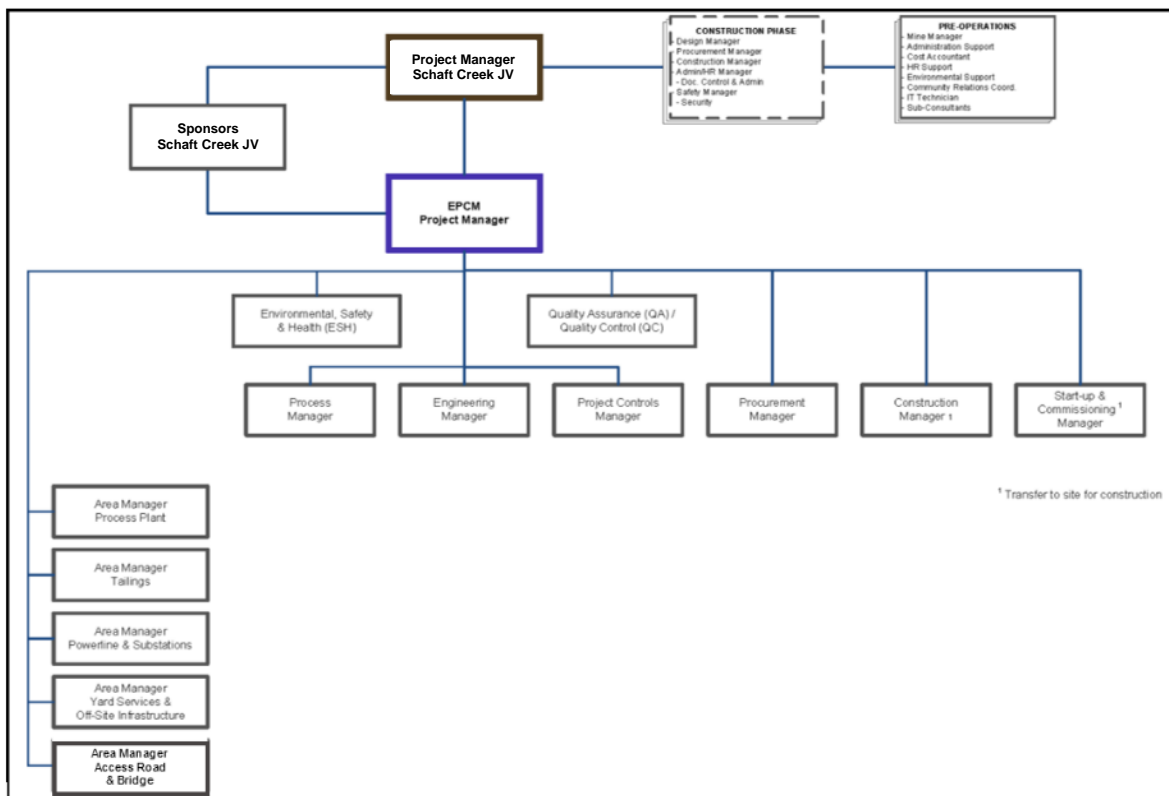 Project Manager
Schaft Creek JV
CONSTRUCTION PHASE
- Design Manager
- Procurement Manager
- Construction Manager
- Admin/HR Manager
- Doc. Control & Admin
- Safety Manager
- Security
PRE-OPERATIONS
- Mine Manager
- Administration Support
- Cost Accountant
- HR Support
- Environmental Support
- Community Relations Coord.
- IT Technician
- Sub-Consultants
Sponsors
Schaft Creek JV
EPCM
Project Manager
Environmental, Safety
& Health (ESH)
Quality Assurance (QA) /
Quality Control (QC)
Process
Manager
Engineering
Manager
Project Controls
Manager
Procurement
Manager
Construction
Manager 1
Start-up &
Commissioning ¹
Manager
¹ Transfer to site for construction
Area Manager
Process Plant
Area Manager
Tailings
Area Manager
Powerline & Substations
Area Manager
Yard Services &
Off-Site Infrastructure
Area Manager
Access Road
& Bridge